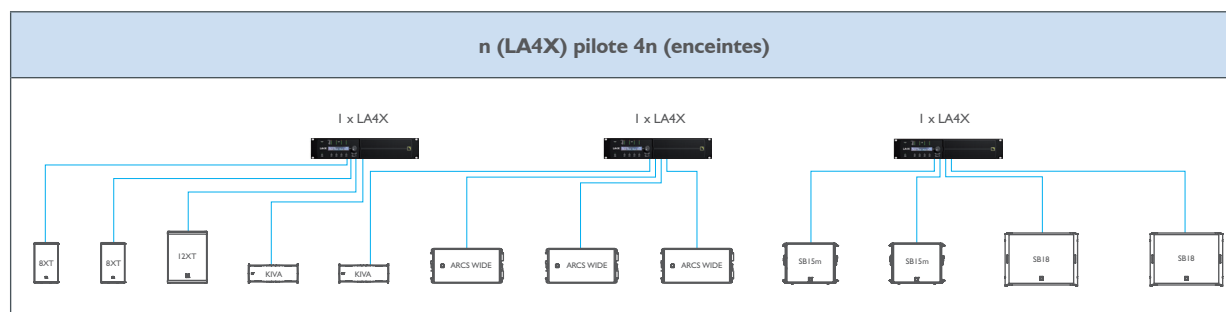 n (LA4X) pilote 4n (enceintes)
1 x LA4X
1 x LA4X
1 x LA4X
8XT
8XT
12XT
KIVA
KIVA
ARCS WIDE
ARCS WIDE
ARCS WIDE
SB15m
SB15m
SB18
SB18